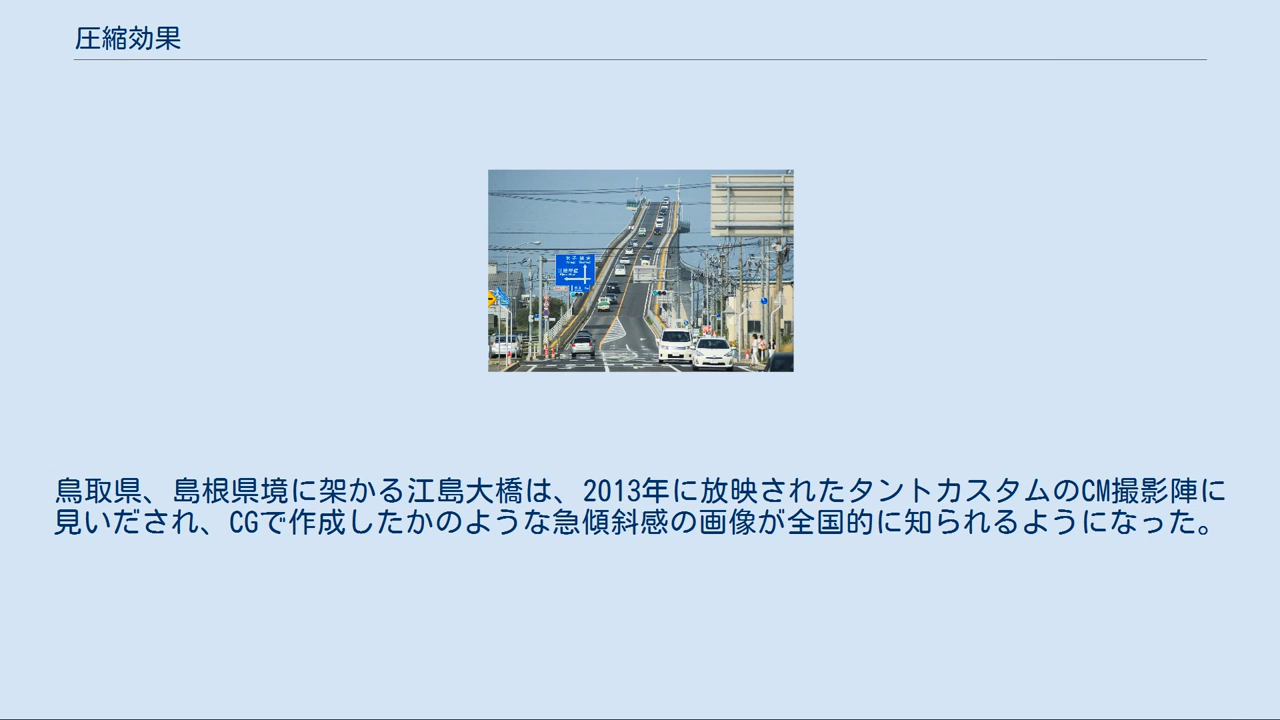 圧縮効果
鳥取県、島根県境に架かる江島大橋は、2013年に放映されたタントカスタムのCM撮影陣に
見いだされ、CGで作成したかのような急傾斜感の画像が全国的に知られるようになった。